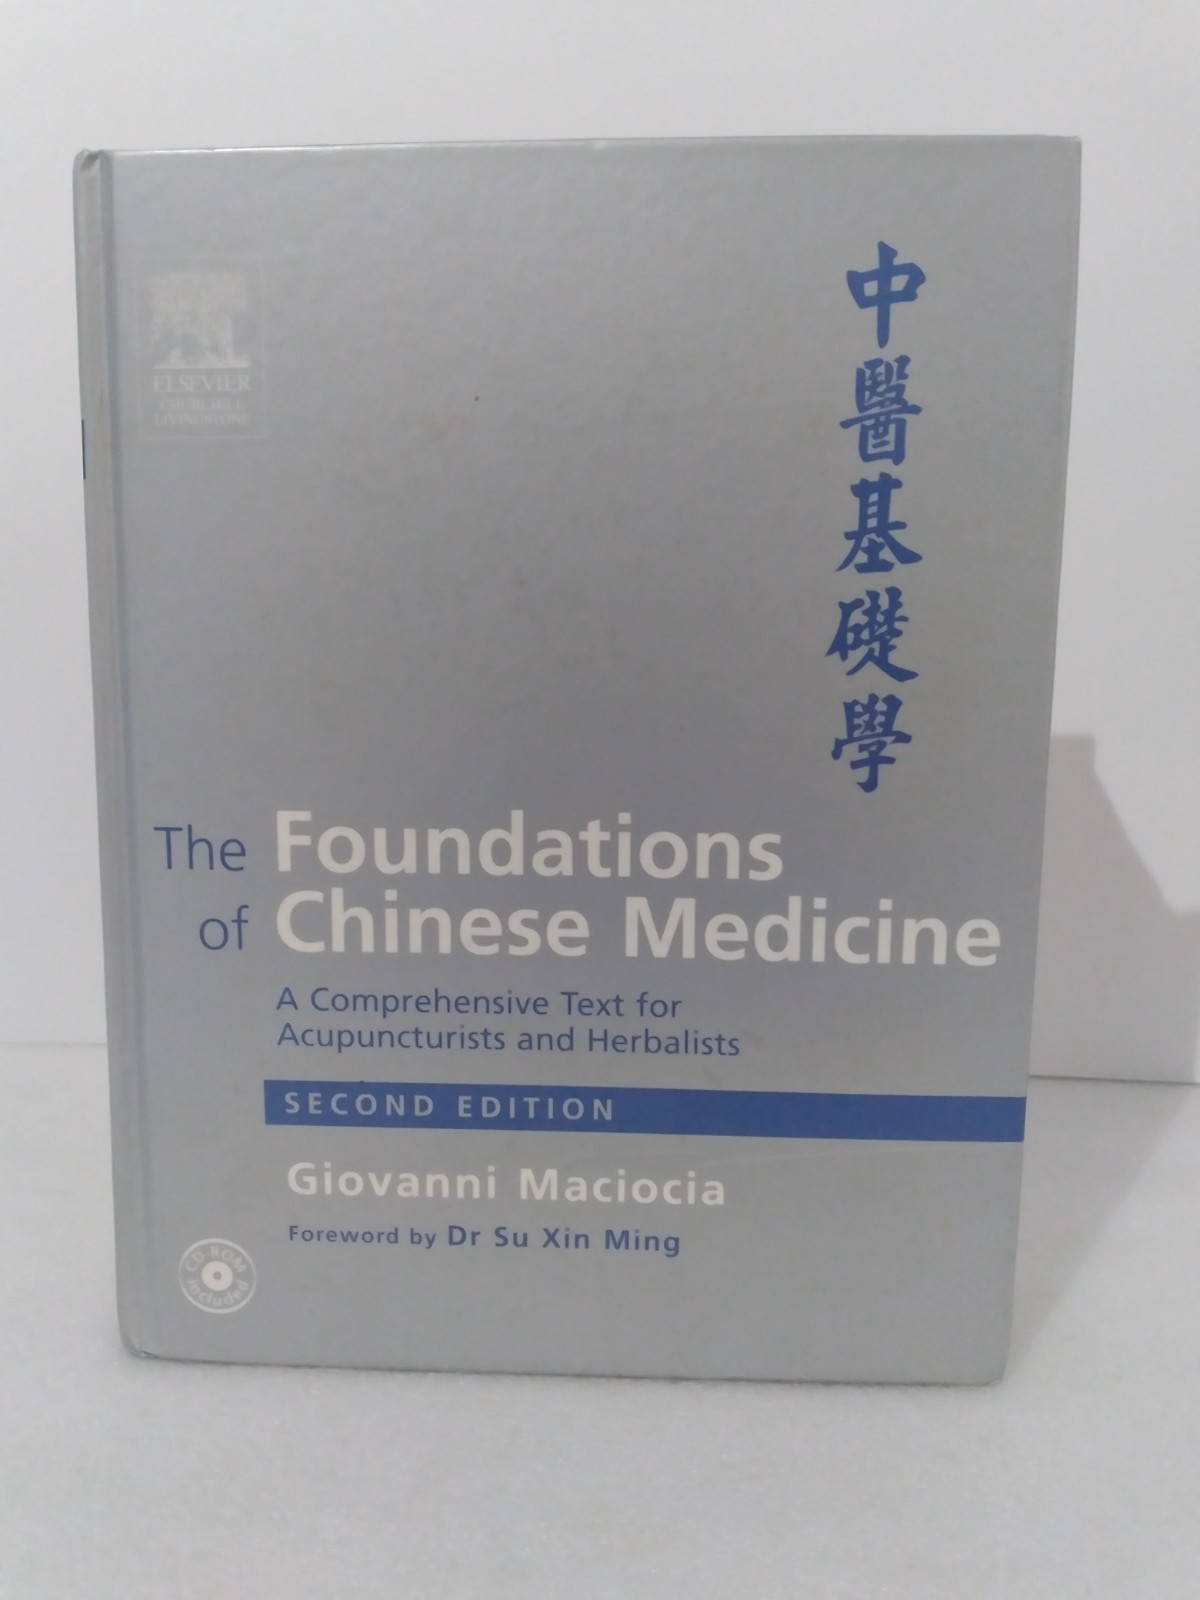 ELSEVIER
CHURCHILL
LIVINGSTONE
中醫基礎學
The Foundations
of Chinese Medicine
A Comprehensive Text for
Acupuncturists and Herbalists
SECOND EDITION
Giovanni Maciocia
Foreword by Dr Su Xin Ming
CD-ROM
included